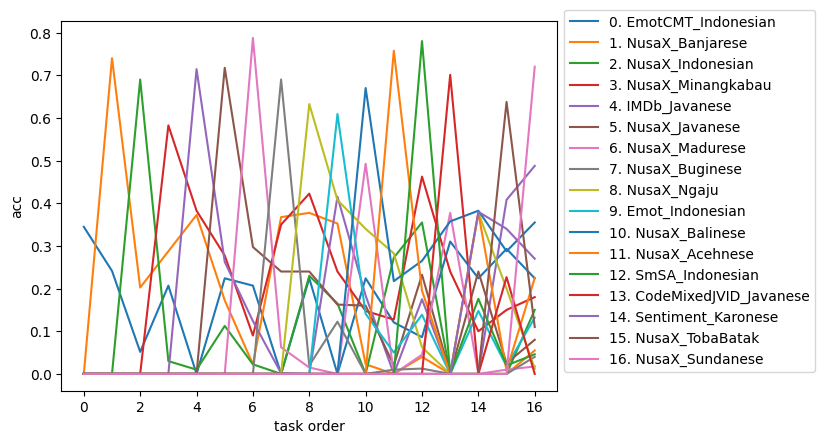 0.8
0.7
0.6
0.5
0.4
0.3
0.2
0.1
0.0
acc
0 2 4 6 8 10 12 14 16
task order
0. EmotCMT_Indonesian
1. NusaX_Banjarese
2. NusaX_Indonesian
3. NusaX_Minangkabau
4. IMDb_Javanese
5. NusaX_Javanese
6. NusaX_Madurese
7. NusaX_Buginese
8. NusaX_Ngaju
9. Emot_Indonesian
10. NusaX_Balinese
11. NusaX_Acehnese
12. SmSA_Indonesian
13. CodeMixedJVID_Javanese
14. Sentiment_Karonese
15. NusaX_TobaBatak
16. NusaX_Sundanese